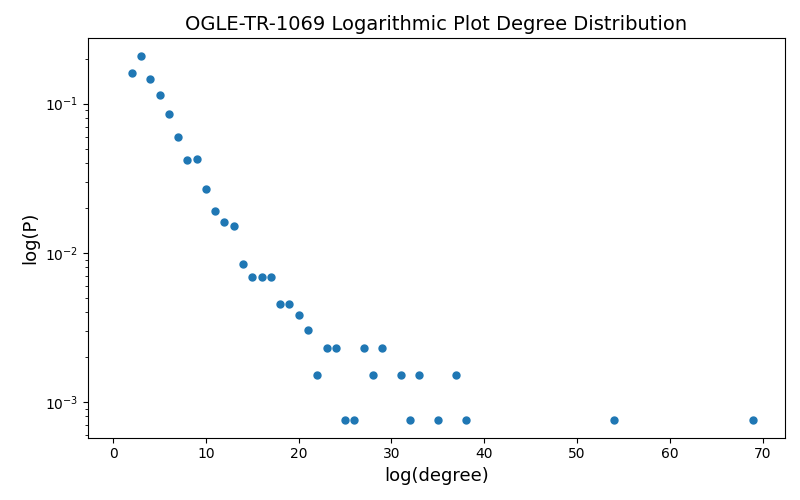 OGLE-TR-1069 Logarithmic Plot Degree Distribution
log(P)
10⁻¹
10⁻²
10⁻³
0 10 20 30 40 50 60 70
log(degree)